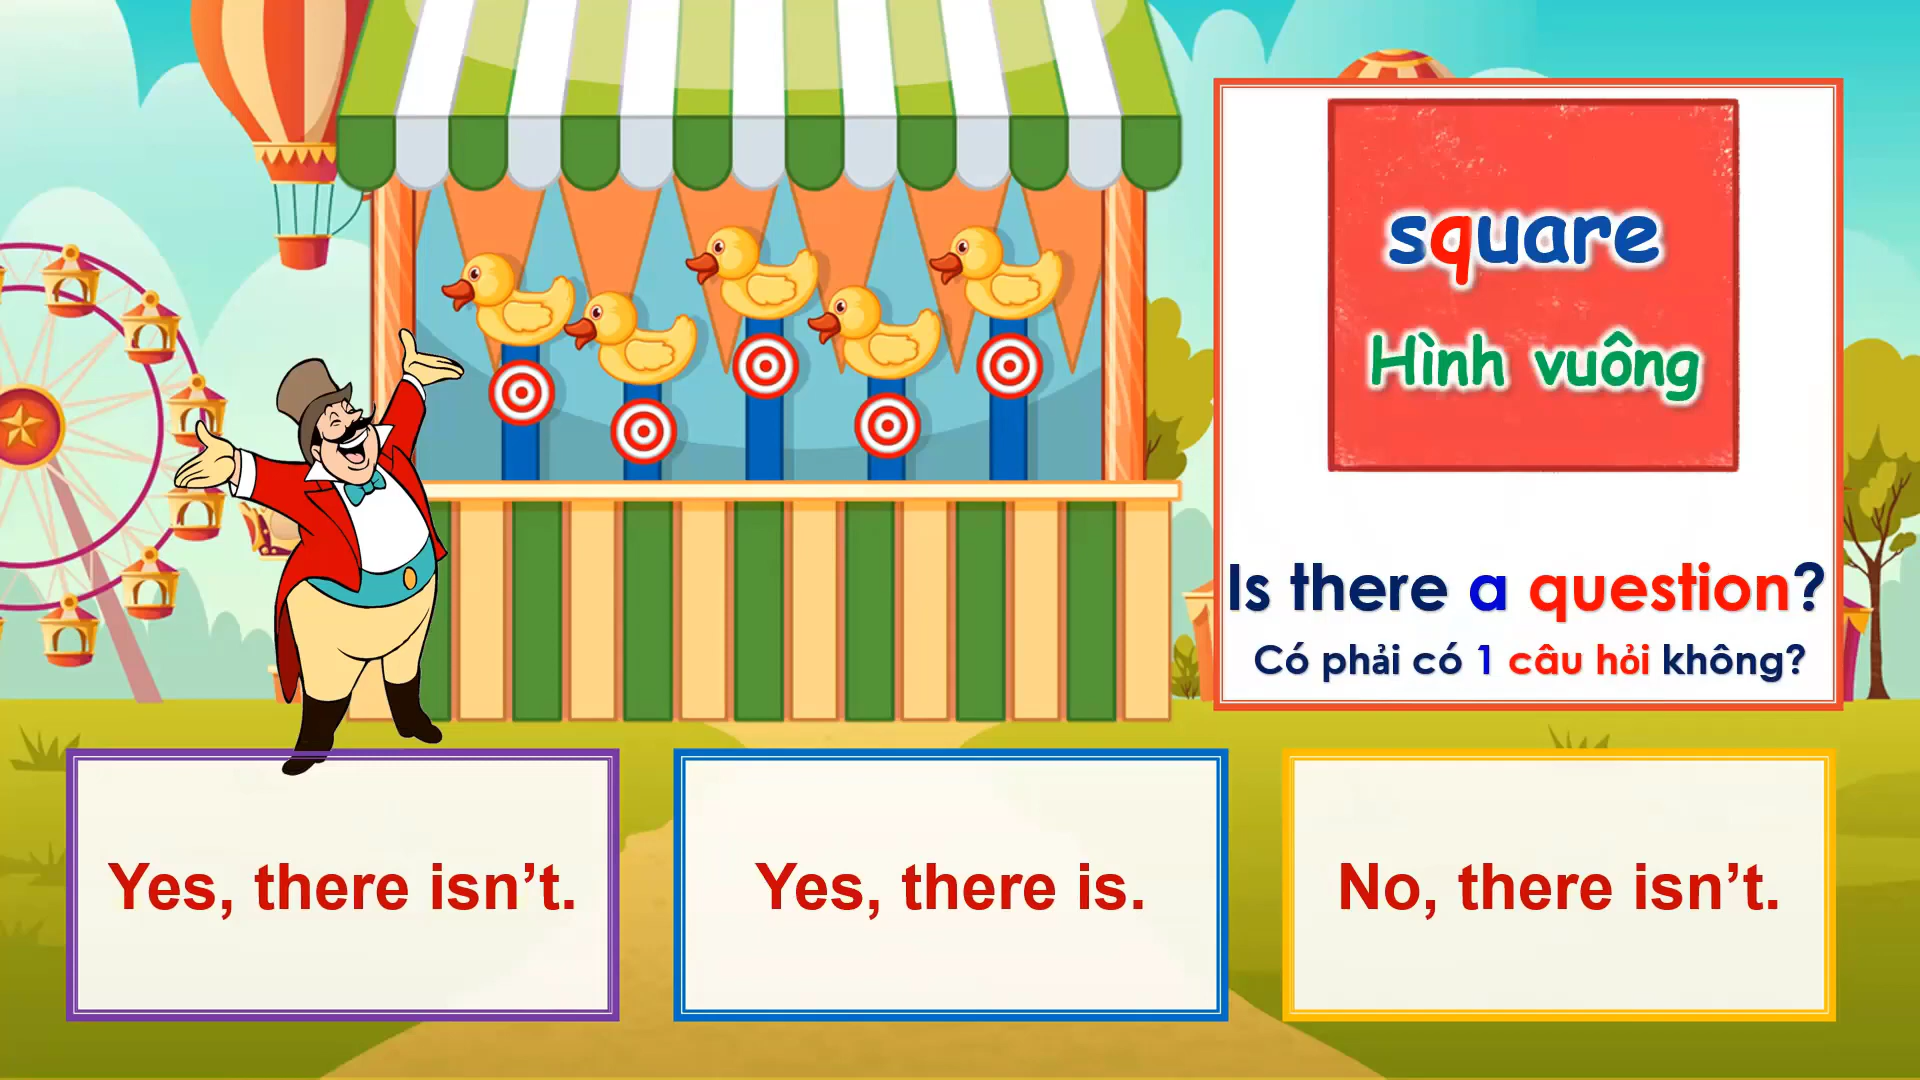 square
Hình vuông
Is there a question?
Có phải có 1 câu hỏi không?
Yes, there isn’t.
Yes, there is.
No, there isn’t.